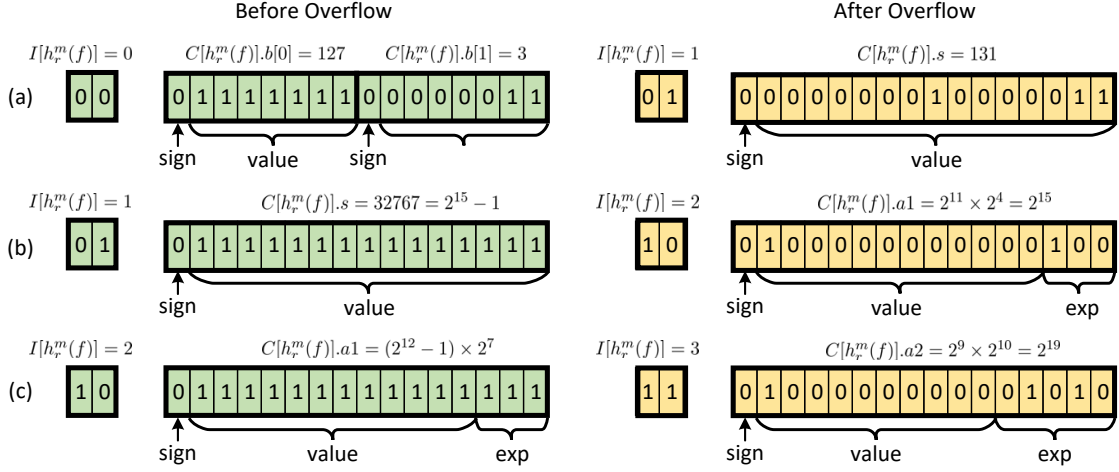 Before Overflow After Overflow
I[h_r^m(f)] = 0 C[h_r^m(f)].b[0] = 127 C[h_r^m(f)].b[1] = 3 I[h_r^m(f)] = 1 C[h_r^m(f)].s = 131
(a) 0 0 0 1 1 1 1 1 1 1 0 0 0 0 0 0 1 1 0 1 0 0 0 0 0 0 0 0 1 0 0 0 0 0 1 1
sign value sign sign value
I[h_r^m(f)] = 1 C[h_r^m(f)].s = 32767 = 2^15 − 1 I[h_r^m(f)] = 2 C[h_r^m(f)].a1 = 2^11 × 2^4 = 2^15
(b) 0 1 0 1 1 1 1 1 1 1 1 1 1 1 1 1 1 1 1 0 0 1 0 0 0 0 0 0 0 0 0 0 0 1 0 0
sign value sign value exp
I[h_r^m(f)] = 2 C[h_r^m(f)].a1 = (2^12 − 1) × 2^7 I[h_r^m(f)] = 3 C[h_r^m(f)].a2 = 2^9 × 2^10 = 2^19
(c) 1 0 0 1 1 1 1 1 1 1 1 1 1 1 1 1 1 1 1 1 0 1 0 0 0 0 0 0 0 0 0 0 1 0 1 0
sign value exp sign value exp